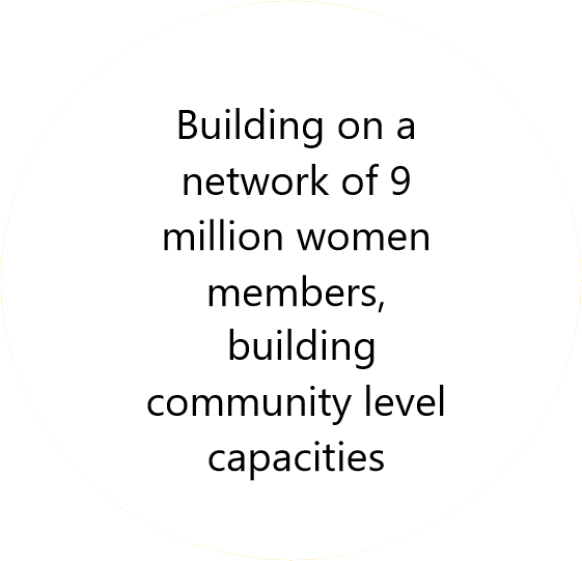 Building on a
network of 9
million women
members,
building
community level
capacities